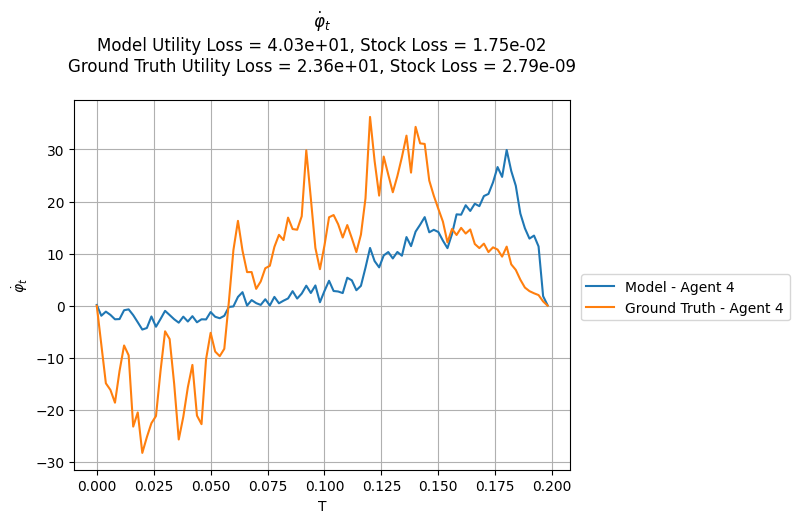 φ̇ₜ
Model Utility Loss = 4.03e+01, Stock Loss = 1.75e-02
Ground Truth Utility Loss = 2.36e+01, Stock Loss = 2.79e-09
30
20
10
0
−10
−20
−30
φ̇ₜ
0.000 0.025 0.050 0.075 0.100 0.125 0.150 0.175 0.200
T
Model - Agent 4
Ground Truth - Agent 4